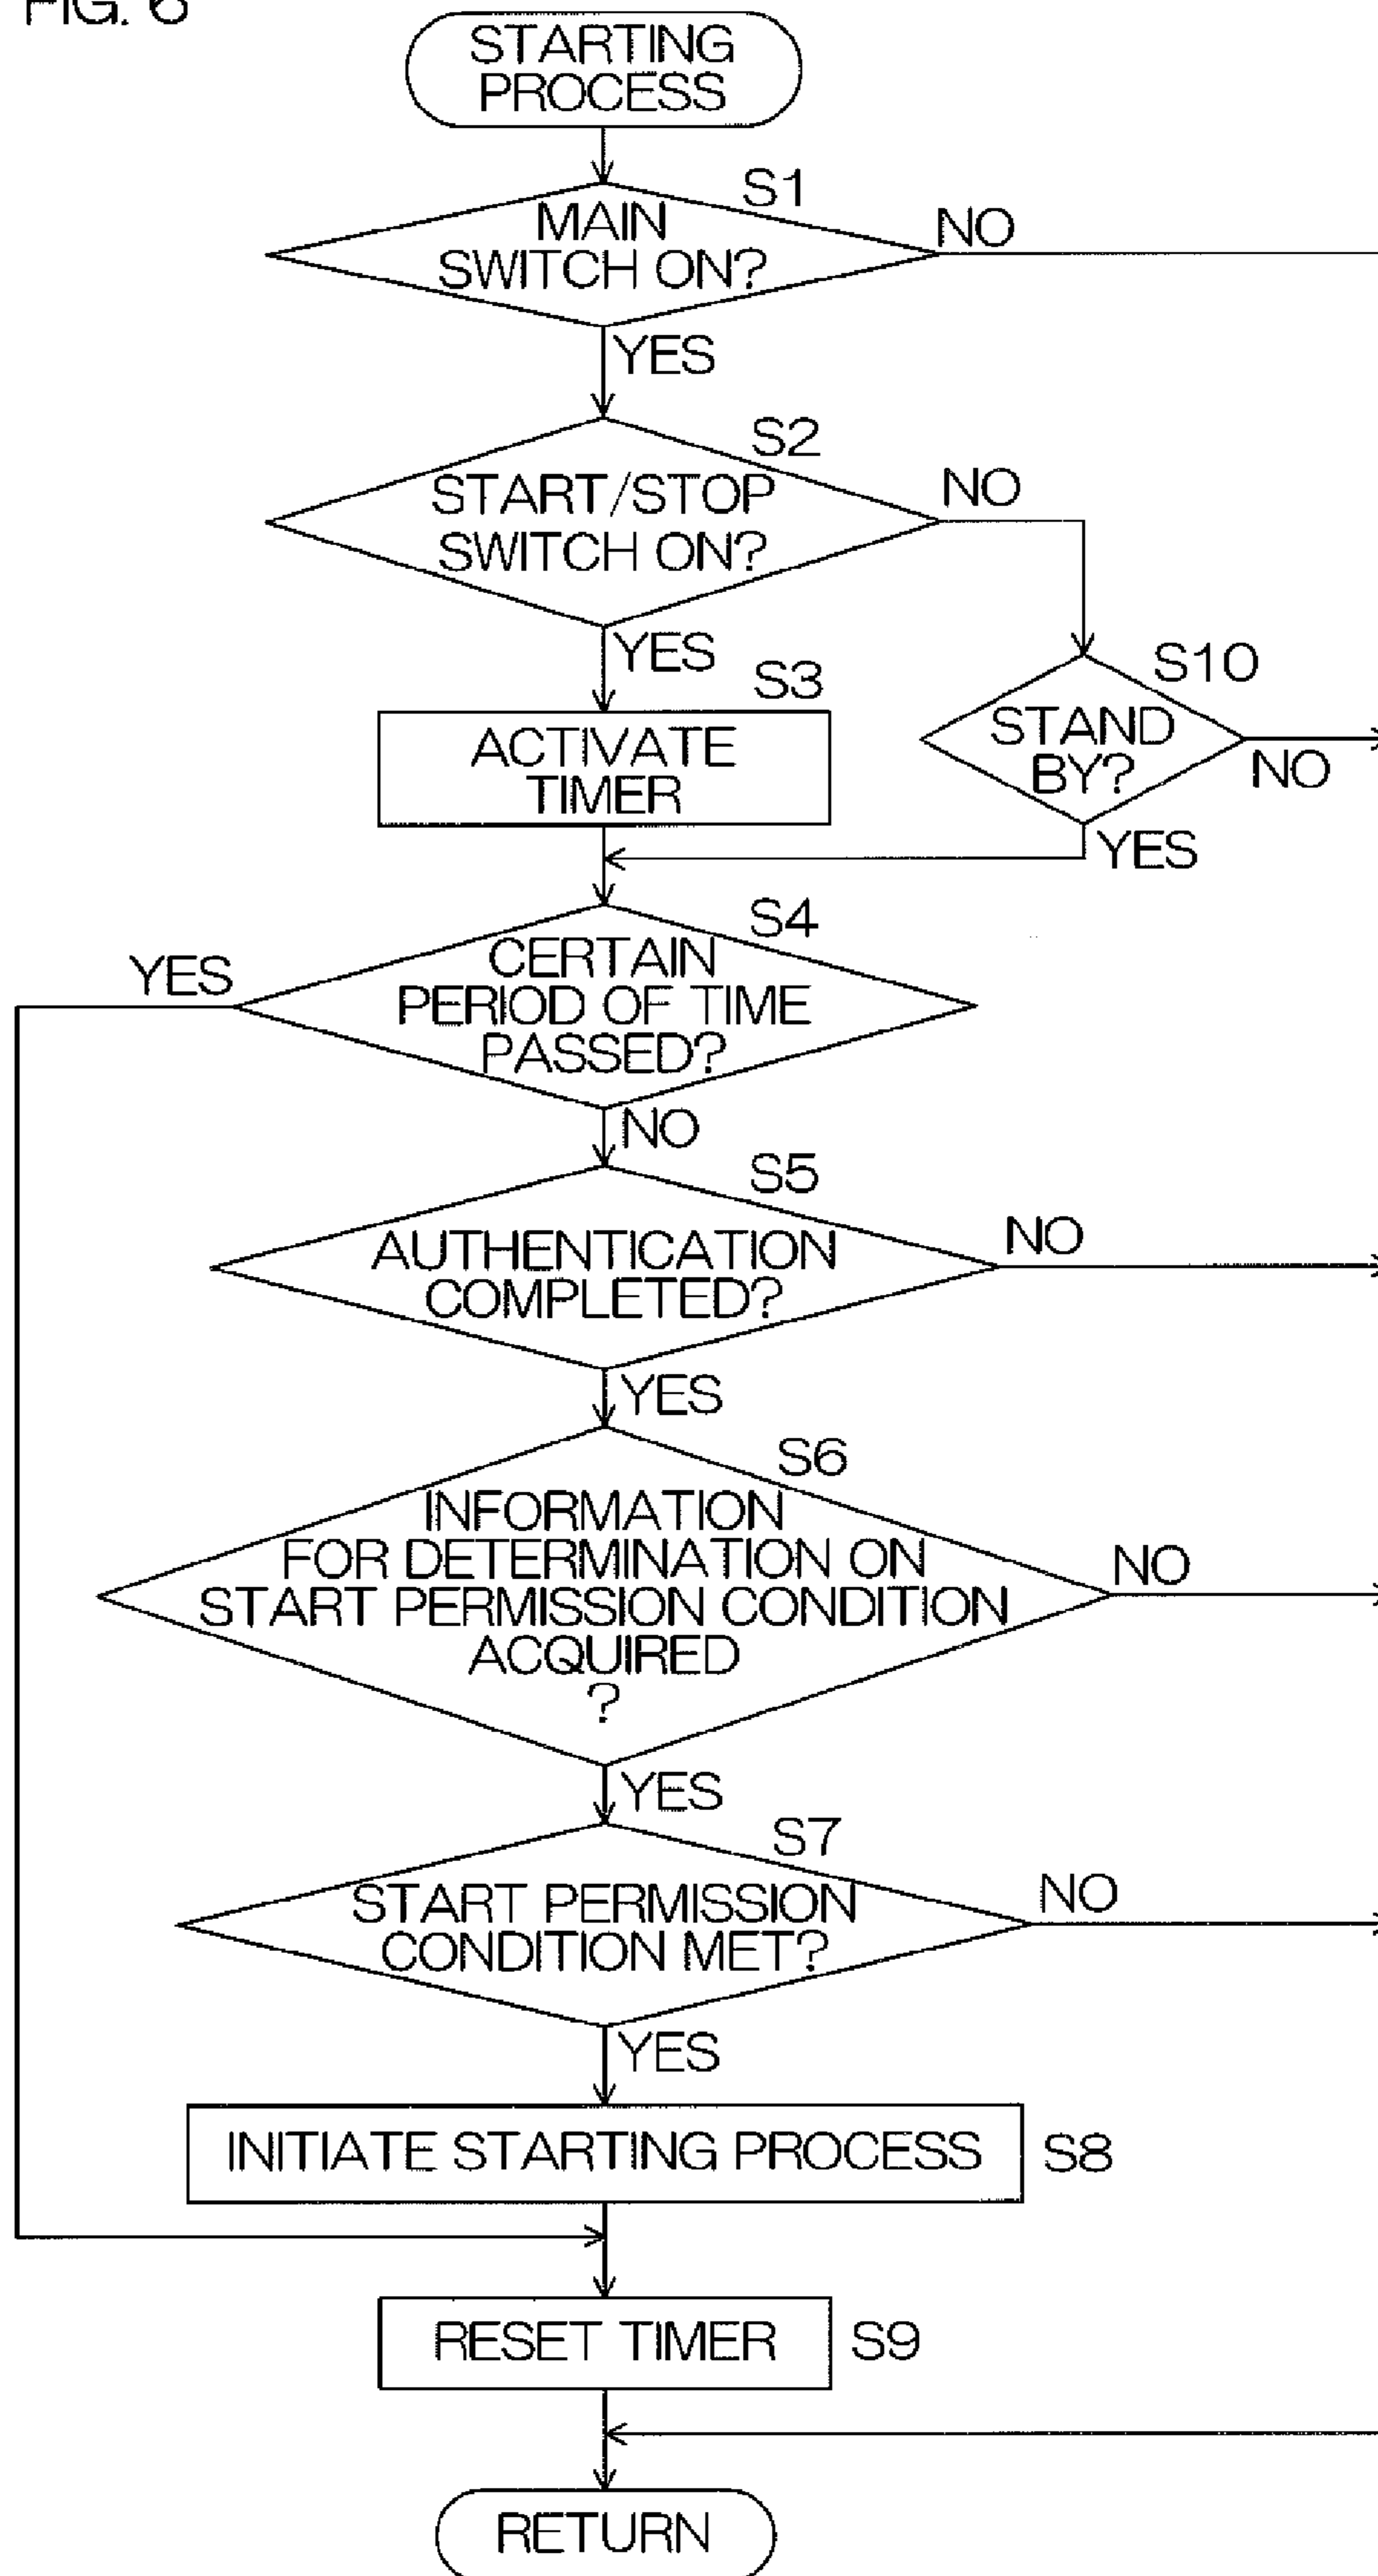 FIG. 6
STARTING
PROCESS
S1
MAIN
SWITCH ON?
NO
YES
S2
START/STOP
SWITCH ON?
NO
YES
S3
ACTIVATE
TIMER
S10
STAND
BY?
NO
YES
S4
CERTAIN
PERIOD OF TIME
PASSED?
YES
NO
S5
AUTHENTICATION
COMPLETED?
NO
YES
S6
INFORMATION
FOR DETERMINATION ON
START PERMISSION CONDITION
ACQUIRED
?
NO
YES
S7
START PERMISSION
CONDITION MET?
NO
YES
INITIATE STARTING PROCESS
S8
RESET TIMER
S9
RETURN